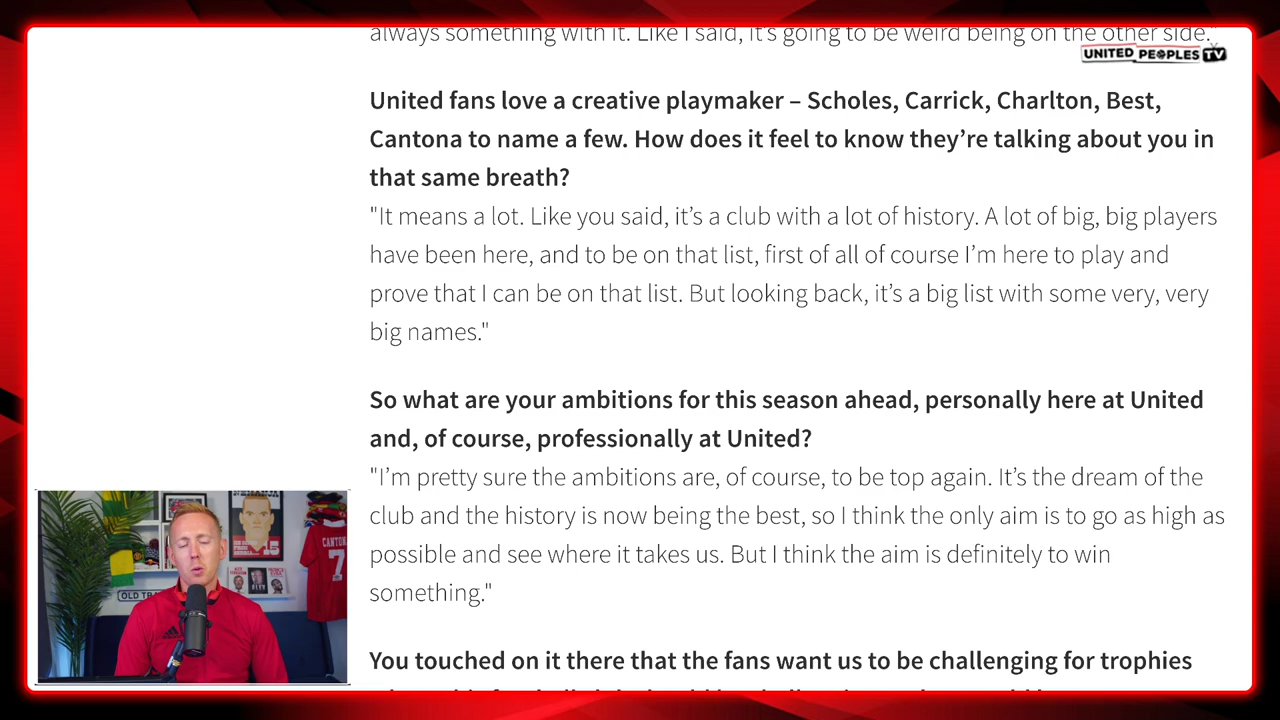 always something with it. Like I said, it's going to be weird being on the other side.
UNITED PEOPLES TV
United fans love a creative playmaker – Scholes, Carrick, Charlton, Best,
Cantona to name a few. How does it feel to know they're talking about you in
that same breath?
"It means a lot. Like you said, it's a club with a lot of history. A lot of big, big players
have been here, and to be on that list, first of all of course I'm here to play and
prove that I can be on that list. But looking back, it's a big list with some very, very
big names."
So what are your ambitions for this season ahead, personally here at United
and, of course, professionally at United?
"I'm pretty sure the ambitions are, of course, to be top again. It's the dream of the
club and the history is now being the best, so I think the only aim is to go as high as
possible and see where it takes us. But I think the aim is definitely to win
something."
You touched on it there that the fans want us to be challenging for trophies
NEMANJA
15
CANTONA
7
OLD TRA